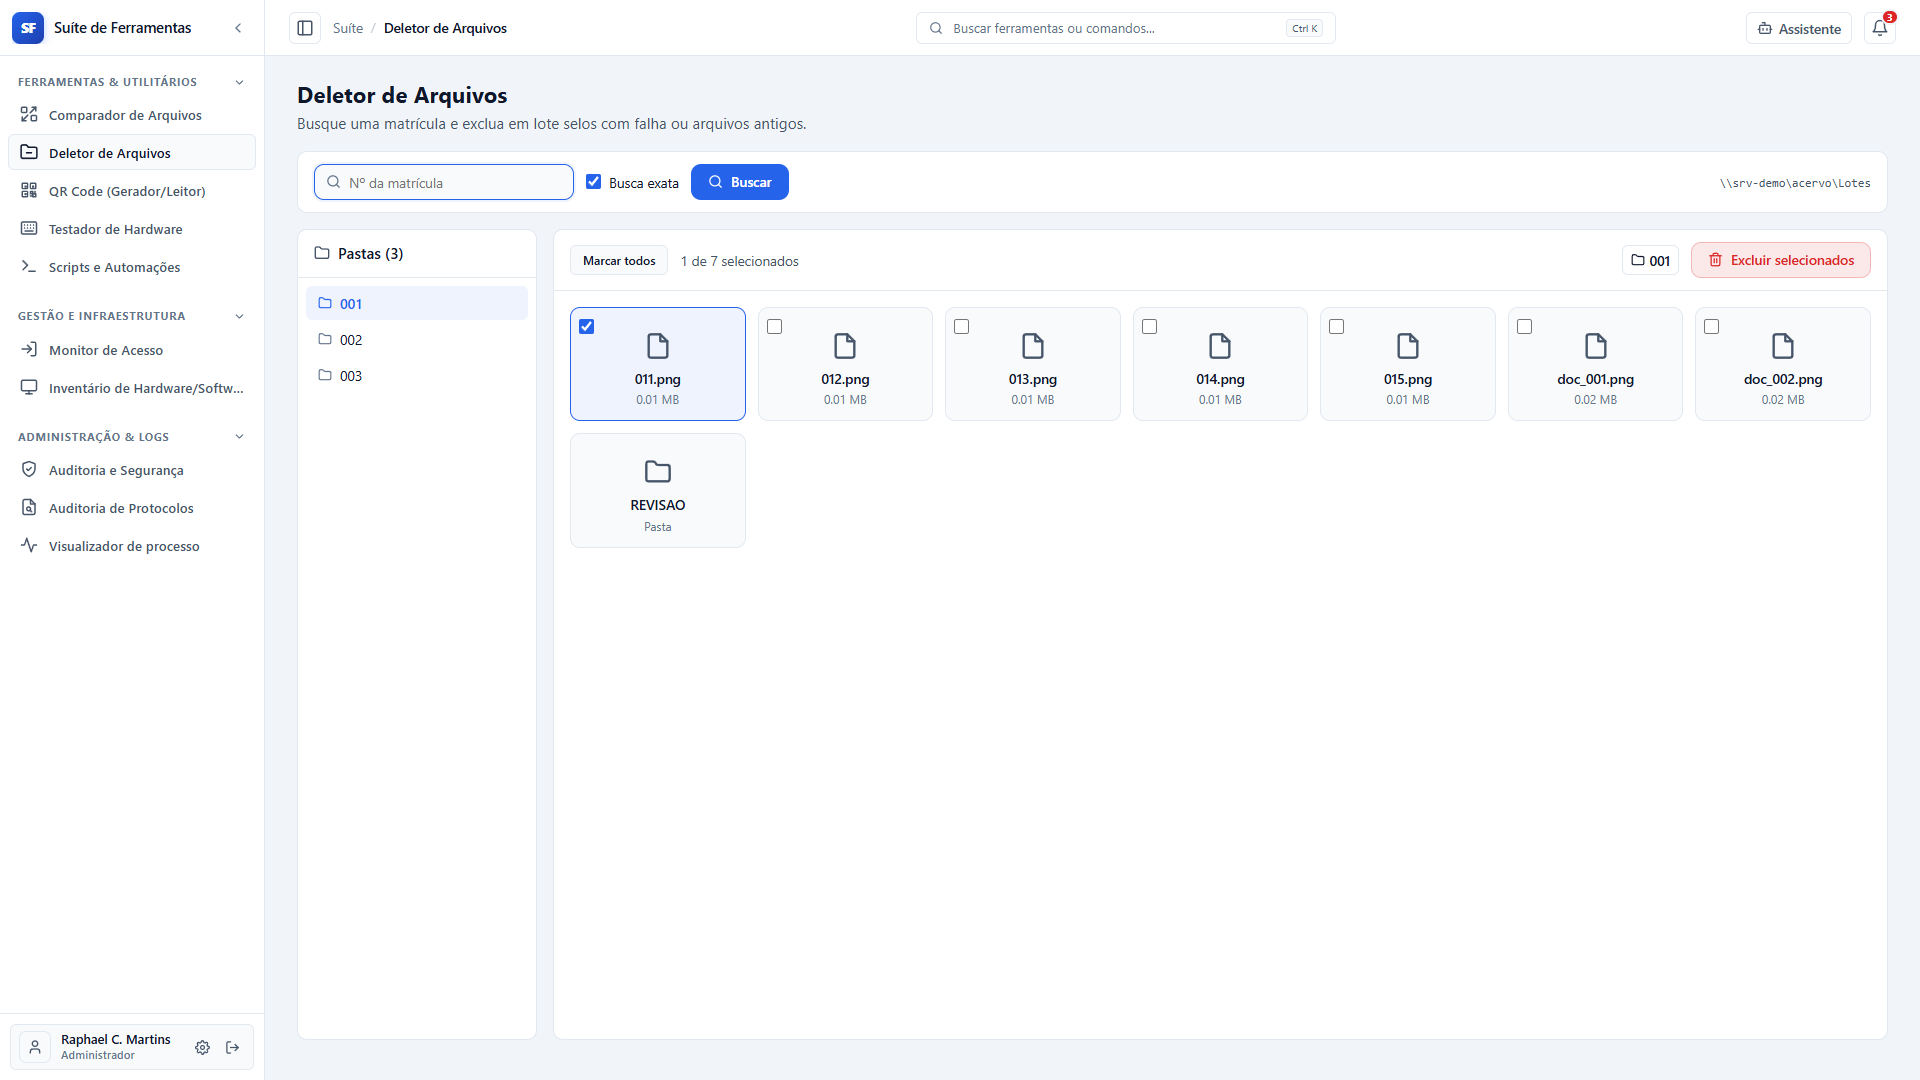 SF Suíte de Ferramentas
Suíte / Deletor de Arquivos
Buscar ferramentas ou comandos...
Ctrl K
Assistente
3
FERRAMENTAS & UTILITÁRIOS
Comparador de Arquivos
Deletor de Arquivos
QR Code (Gerador/Leitor)
Testador de Hardware
Scripts e Automações
GESTÃO E INFRAESTRUTURA
Monitor de Acesso
Inventário de Hardware/Softw...
ADMINISTRAÇÃO & LOGS
Auditoria e Segurança
Auditoria de Protocolos
Visualizador de processo
Raphael C. Martins
Administrador
Deletor de Arquivos
Busque uma matrícula e exclua em lote selos com falha ou arquivos antigos.
Nº da matrícula
Busca exata
Buscar
\\srv-demo\acervo\Lotes
Pastas (3)
001
002
003
Marcar todos
1 de 7 selecionados
001
Excluir selecionados
011.png
0.01 MB
012.png
0.01 MB
013.png
0.01 MB
014.png
0.01 MB
015.png
0.01 MB
doc_001.png
0.02 MB
doc_002.png
0.02 MB
REVISAO
Pasta